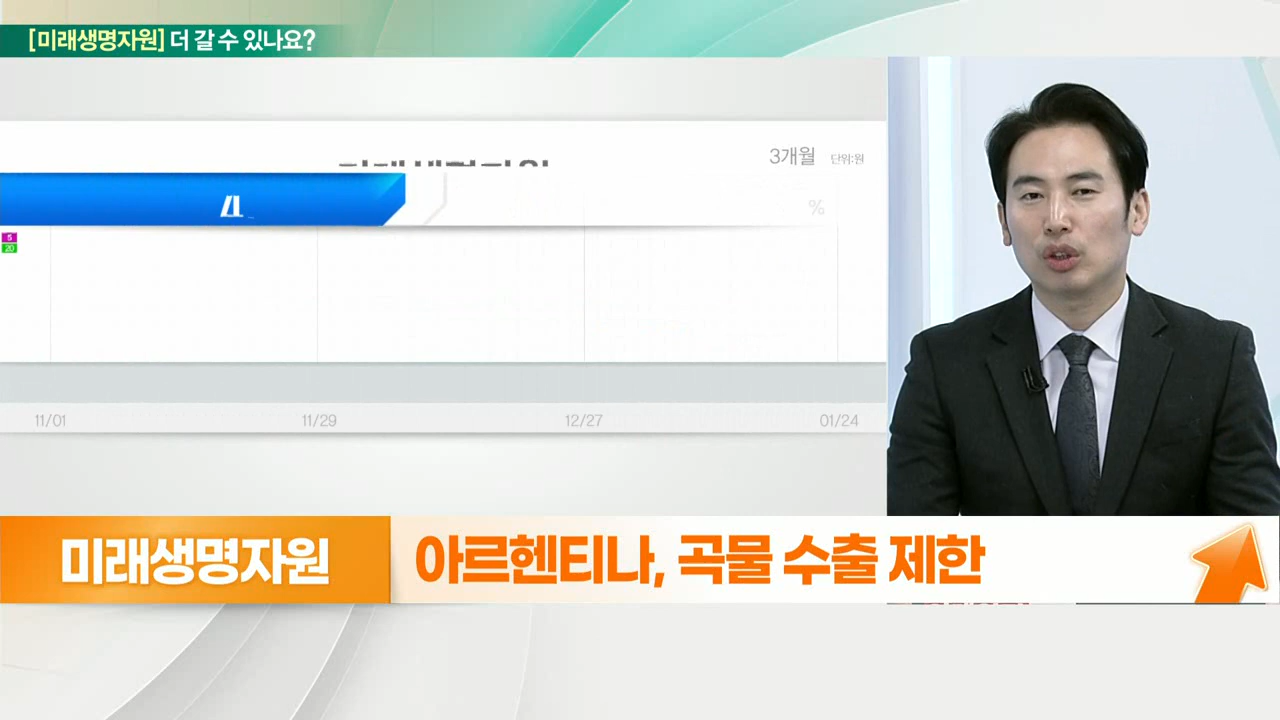 [미래생명자원] 더 갈 수 있나요?
3개월 단위:원
%
5
20
11/01 11/29 12/27 01/24
미래생명자원 아르헨티나, 곡물 수출 제한